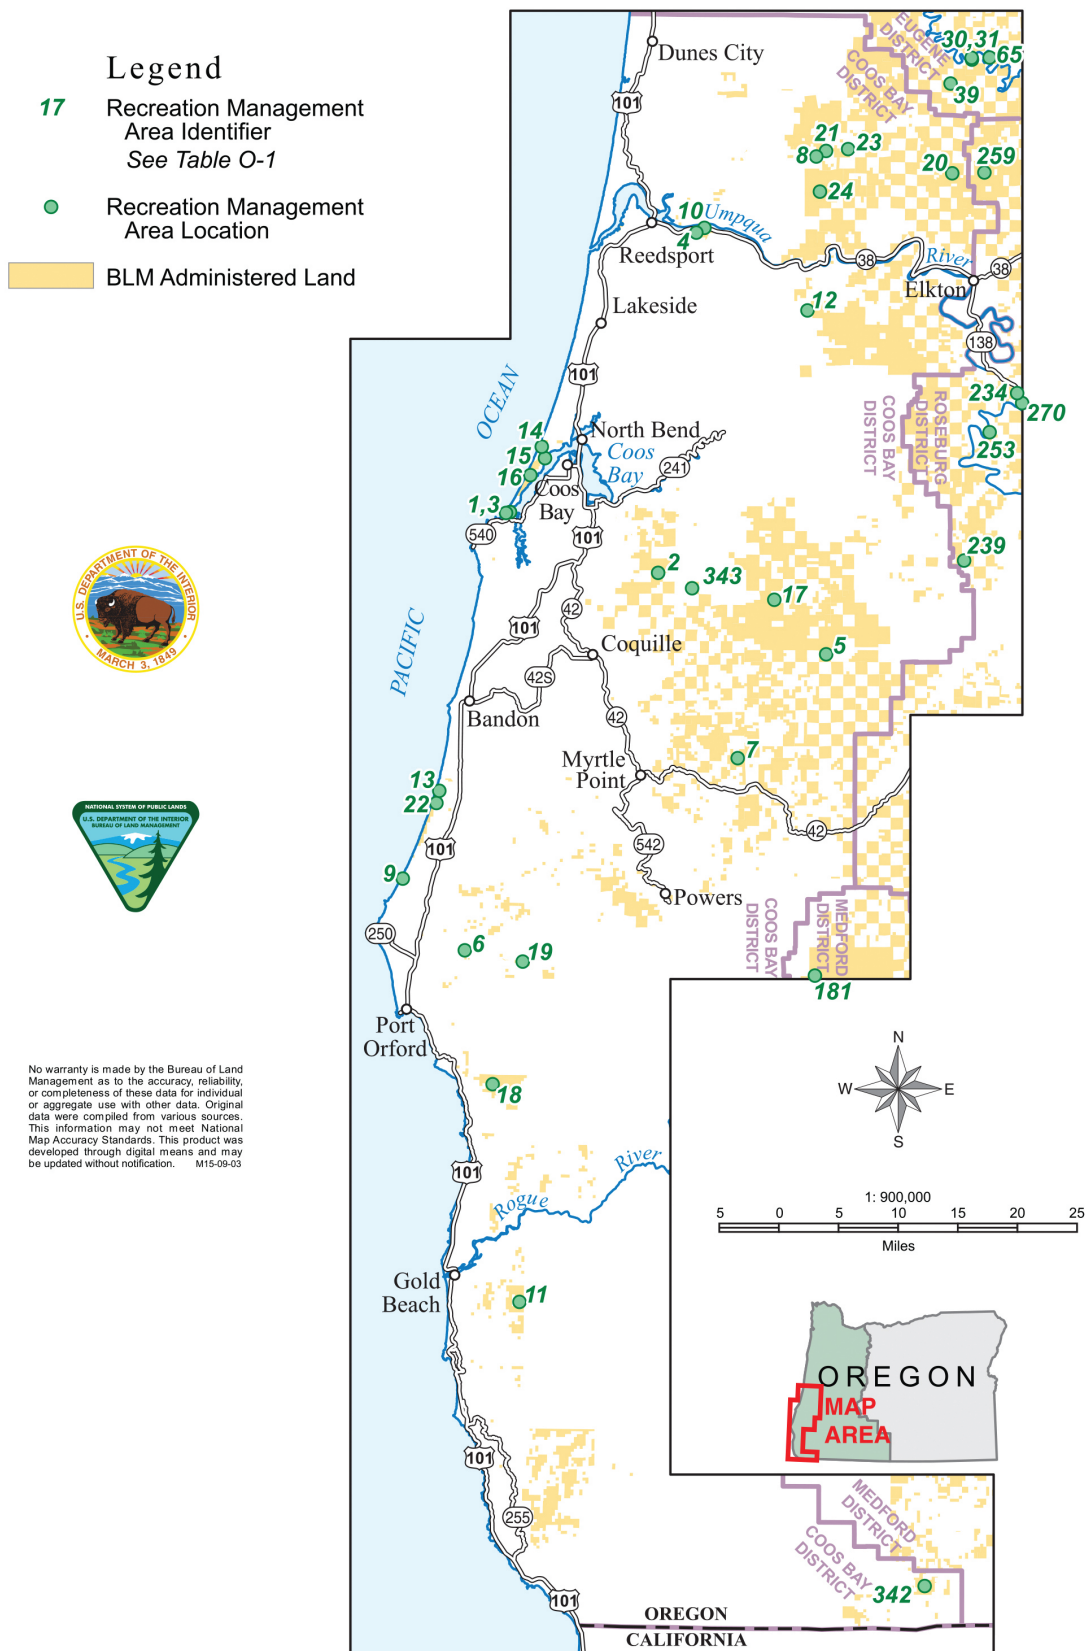 Legend
17
Recreation Management
Area Identifier
See Table O-1
Recreation Management
Area Location
BLM Administered Land
U.S. DEPARTMENT OF THE INTERIOR
MARCH 3, 1849
NATIONAL SYSTEM OF PUBLIC LANDS
U.S. DEPARTMENT OF THE INTERIOR
BUREAU OF LAND MANAGEMENT
No warranty is made by the Bureau of Land
Management as to the accuracy, reliability,
or completeness of these data for individual
or aggregate use with other data. Original
data were compiled from various sources.
This information may not meet National
Map Accuracy Standards. This product was
developed through digital means and may
be updated without notification. M15-09-03
Dunes City
101
EUGENE
DISTRICT
COOS BAY
DISTRICT
30,31
65
39
21
23
8
20
259
24
10
4
Umpqua
River
Reedsport
38
38
Elkton
Lakeside
12
138
101
OCEAN
234
270
253
ROSEBURG
DISTRICT
COOS BAY
DISTRICT
14
15
16
North Bend
Coos
Bay
241
Coos
Bay
1,3
540
101
239
2
343
17
42
101
Coquille
5
PACIFIC
42S
Bandon
42
7
Myrtle
Point
13
22
42
101
542
9
Powers
250
6
19
COOS BAY
DISTRICT
MEDFORD
DISTRICT
181
Port
Orford
18
N
W
E
S
101
River
Rogue
1: 900,000
5 0 5 10 15 20 25
Miles
Gold
Beach
11
OREGON
MAP
AREA
101
255
MEDFORD
DISTRICT
COOS BAY
DISTRICT
342
101
OREGON
CALIFORNIA